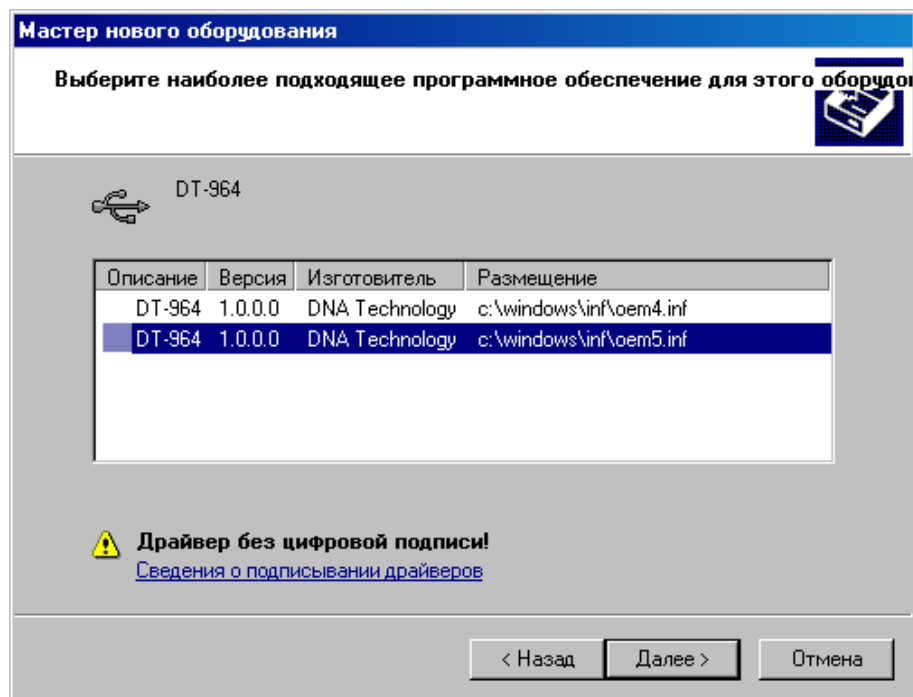 Мастер нового оборудования
Выберите наиболее подходящее программное обеспечение для этого
DT-964
Описание Версия Изготовитель Размещение
DT-964 1.0.0.0 DNA Technology c:\windows\inf\oem4.inf
DT-964 1.0.0.0 DNA Technology c:\windows\inf\oem5.inf
Драйвер без цифровой подписи!
Сведения о подписывании драйверов
< Назад Далее > Отмена